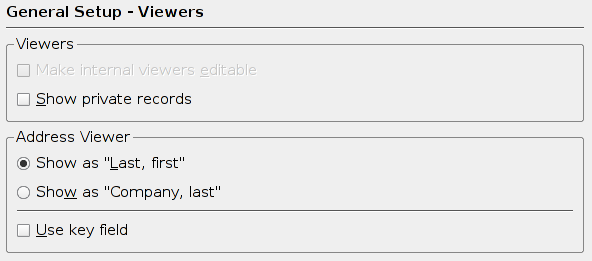 General Setup - Viewers
Viewers
Make internal viewers editable
Show private records
Address Viewer
Show as "Last, first"
Show as "Company, last"
Use key field